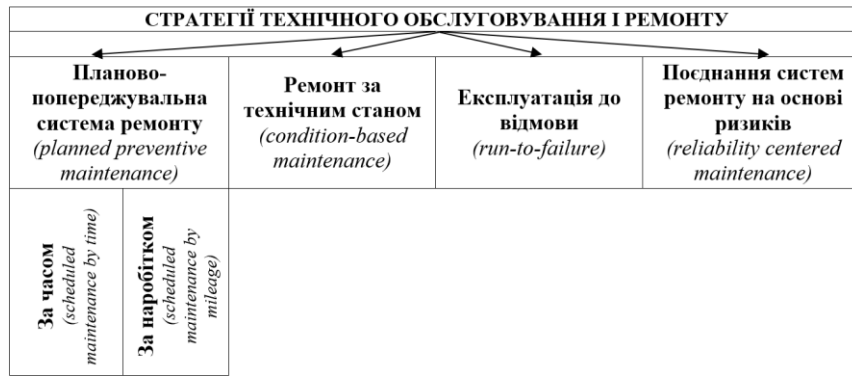 СТРАТЕГІЇ ТЕХНІЧНОГО ОБСЛУГОВУВАННЯ І РЕМОНТУ
Планово-
попереджувальна
система ремонту
(planned preventive
maintenance)
Ремонт за
технічним станом
(condition-based
maintenance)
Експлуатація до
відмови
(run-to-failure)
Поєднання систем
ремонту на основі
ризиків
(reliability centered
maintenance)
За часом
(scheduled
maintenance by time)
За наробітком
(scheduled
maintenance by
mileage)